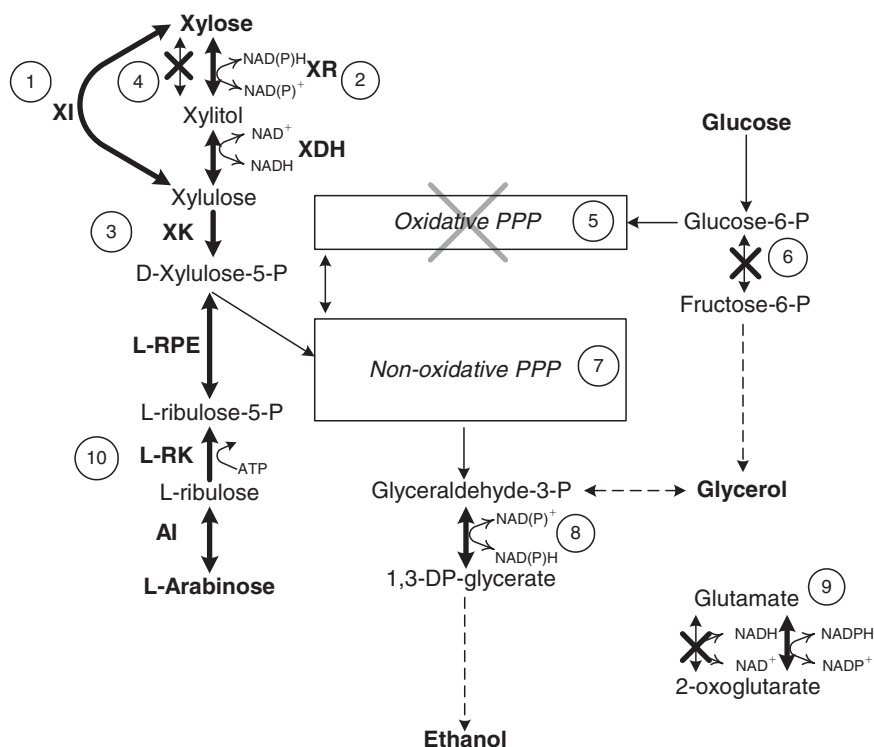 Xylose
1
4
NAD(P)H
XR
2
NAD(P)+
XI
Xylitol
NAD+
XDH
NADH
Xylulose
3
XK
D-Xylulose-5-P
L-RPE
L-ribulose-5-P
10
L-RK
ATP
L-ribulose
AI
L-Arabinose
Oxidative PPP
5
Non-oxidative PPP
7
Glucose
Glucose-6-P
6
Fructose-6-P
Glyceraldehyde-3-P
Glycerol
NAD(P)+
8
NAD(P)H
1,3-DP-glycerate
Ethanol
Glutamate
9
NADH
NADPH
NAD+
NADP+
2-oxoglutarate